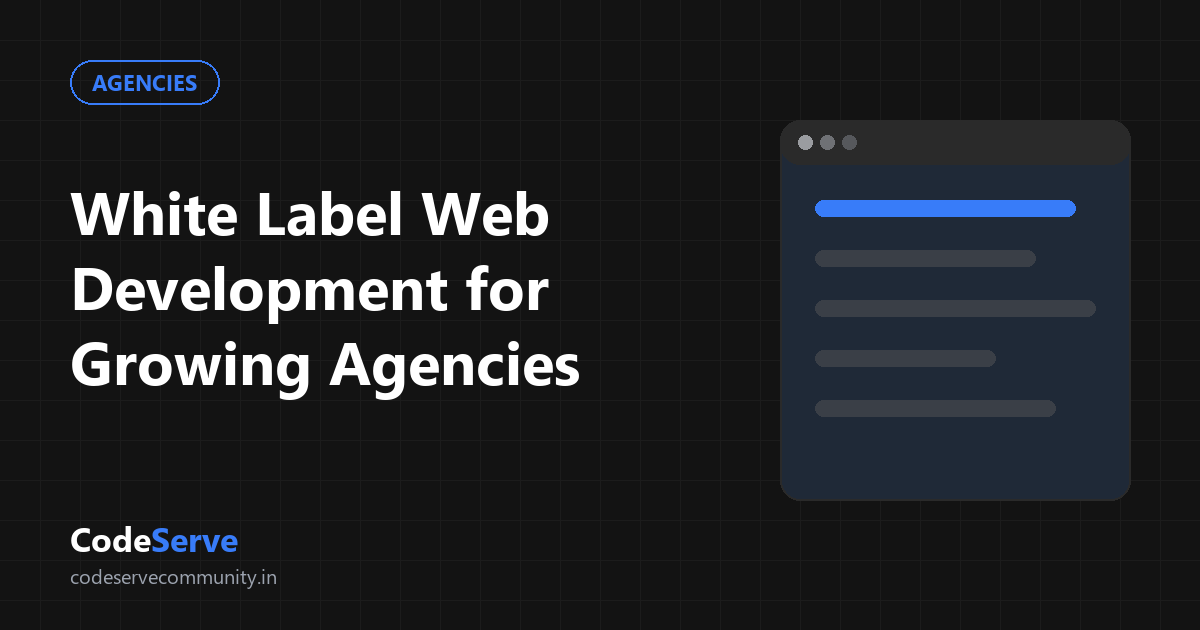 AGENCIES
White Label Web
Development for
Growing Agencies
CodeServe
codeservecommunity.in